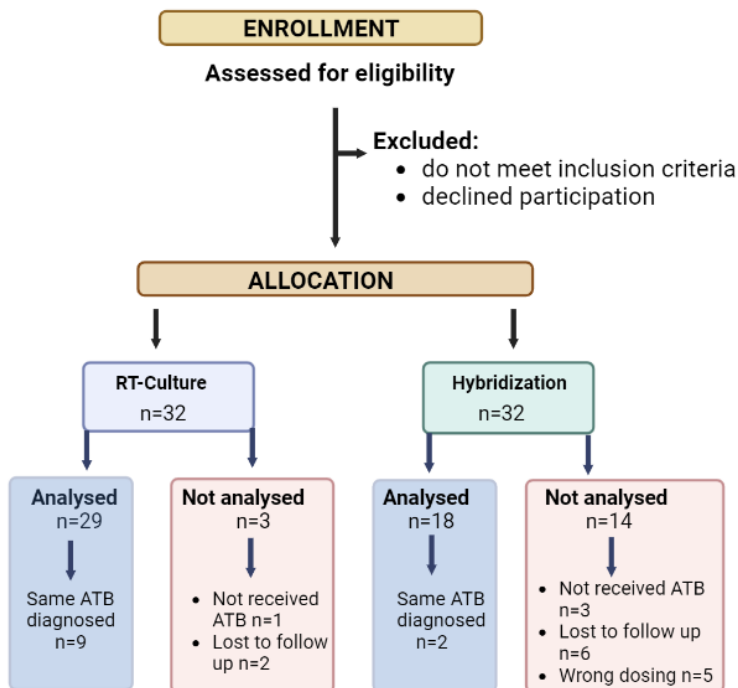 ENROLLMENT
Assessed for eligibility
Excluded:
• do not meet inclusion criteria
• declined participation
ALLOCATION
RT-Culture
n=32
Hybridization
n=32
Analysed
n=29
Same ATB
diagnosed
n=9
Not analysed
n=3
• Not received
ATB n=1
• Lost to follow
up n=2
Analysed
n=18
Same ATB
diagnosed
n=2
Not analysed
n=14
• Not received ATB
n=3
• Lost to follow up
n=6
• Wrong dosing n=5